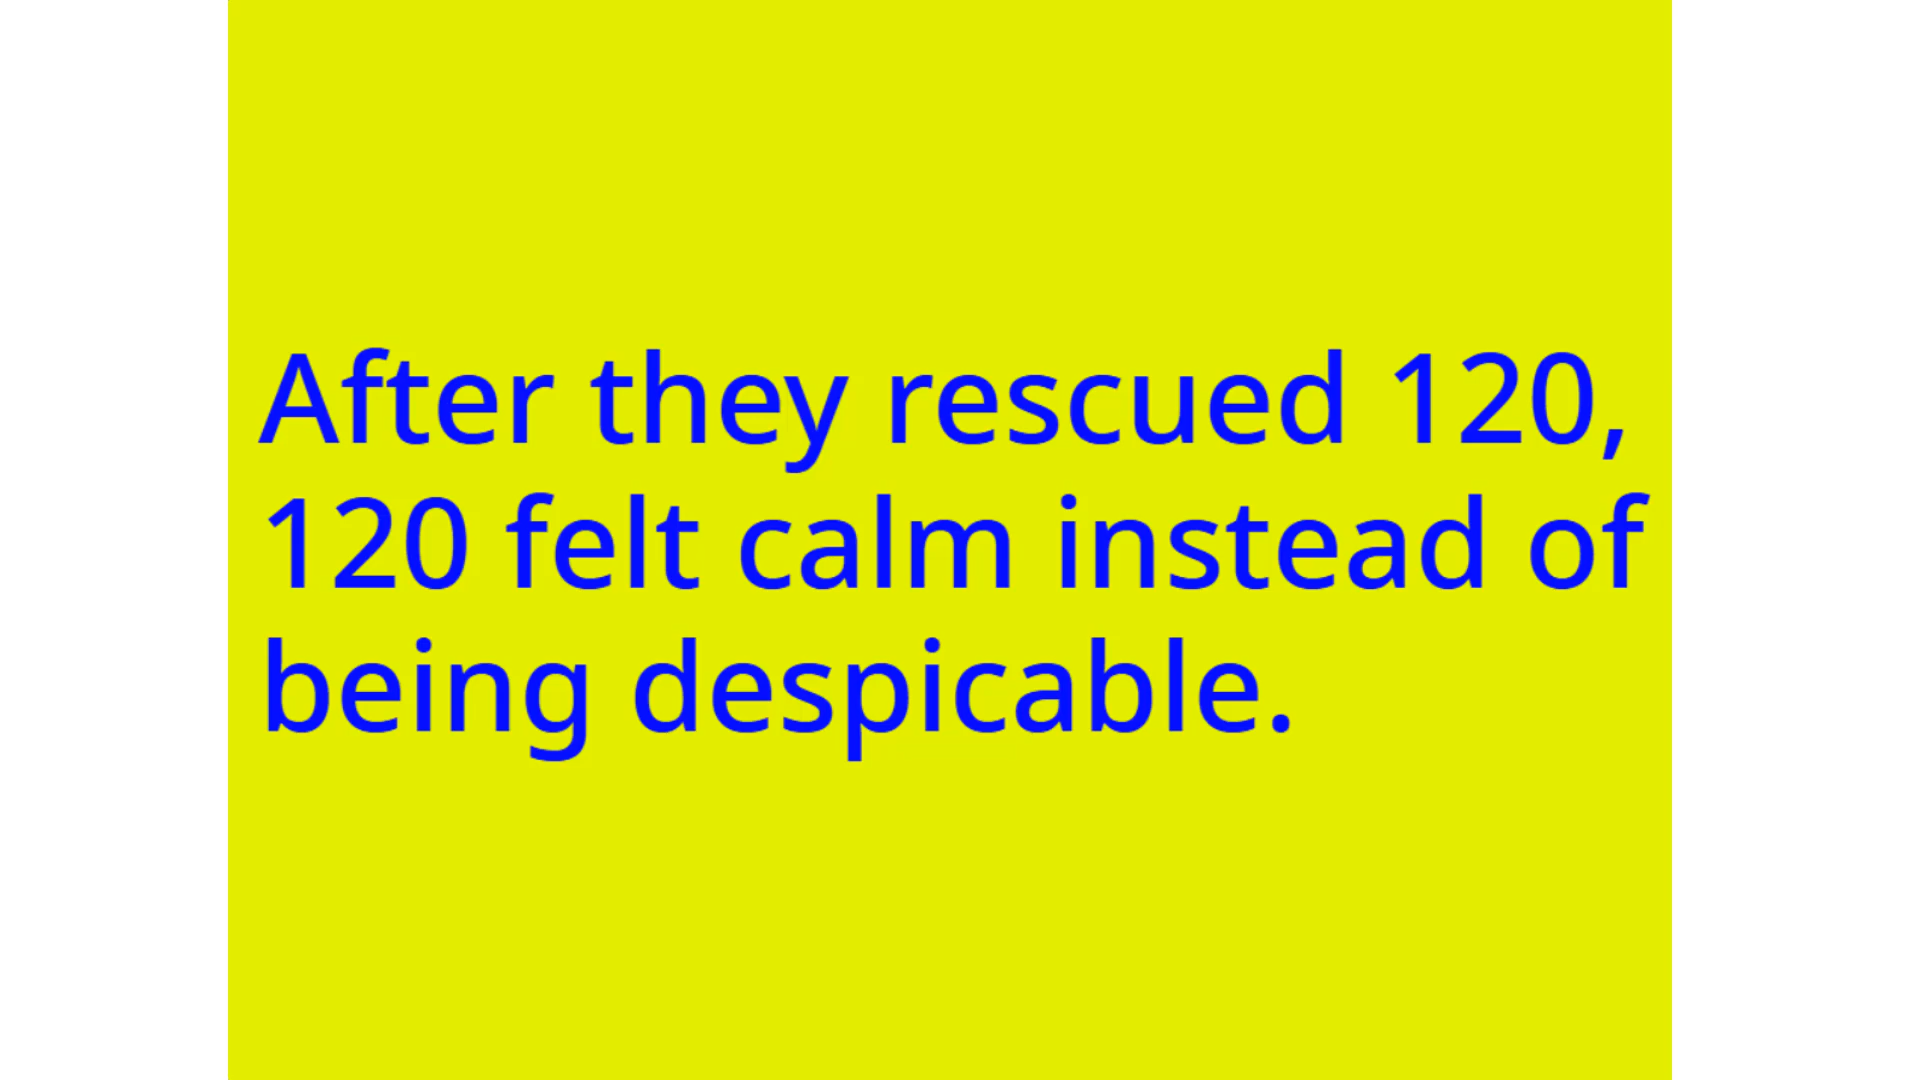 After they rescued 120,
120 felt calm instead of
being despicable.